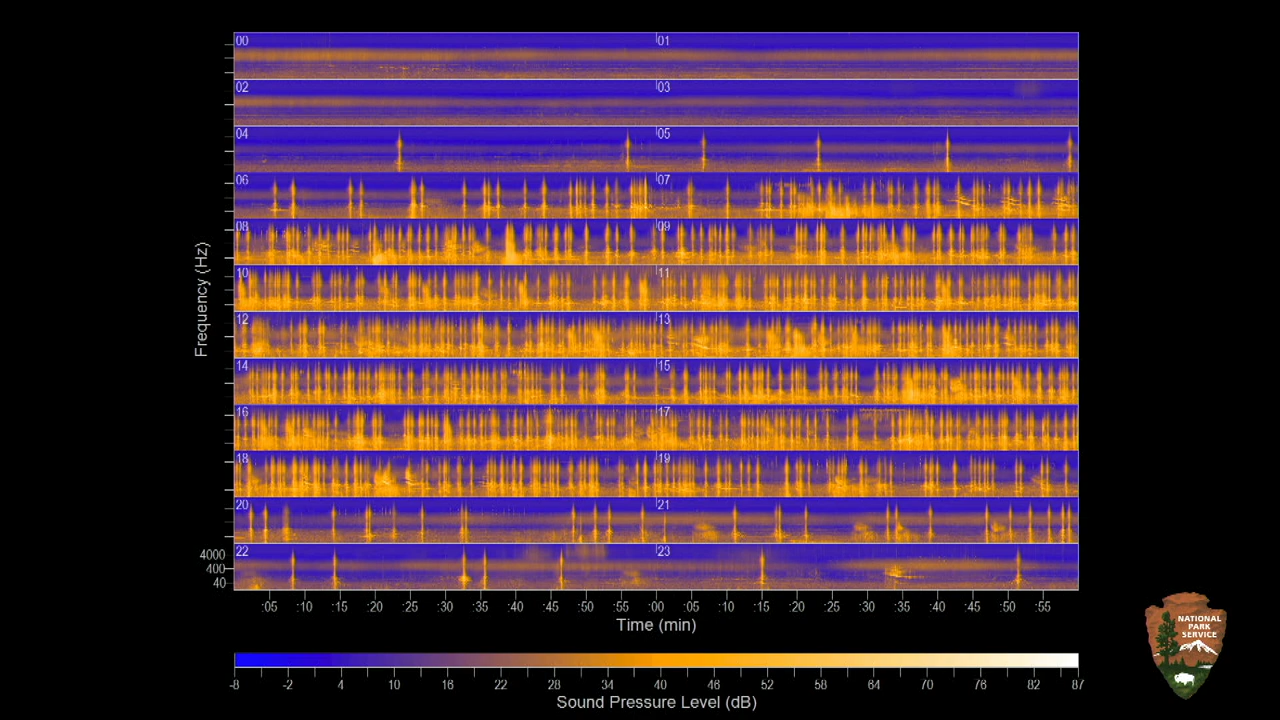 00 01
02 03
04 05
06 07
08 09
10 11
12 13
14 15
16 17
18 19
20 21
22 23
Frequency (Hz)
4000
400
40
:05 :10 :15 :20 :25 :30 :35 :40 :45 :50 :55 :00 :05 :10 :15 :20 :25 :30 :35 :40 :45 :50 :55
Time (min)
-8 -2 4 10 16 22 28 34 40 46 52 58 64 70 76 82 87
Sound Pressure Level (dB)
NATIONAL
PARK
SERVICE